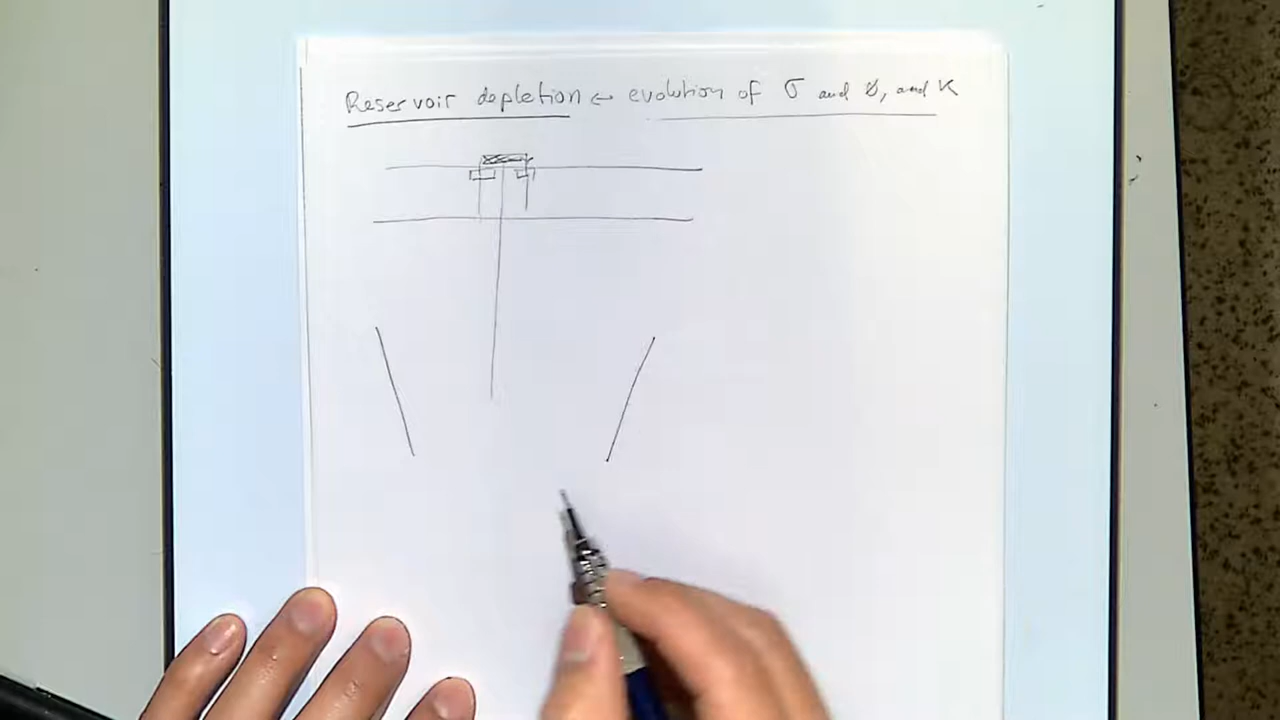 Reservoir depletion ↔ evolution of σ and ϕ, and K